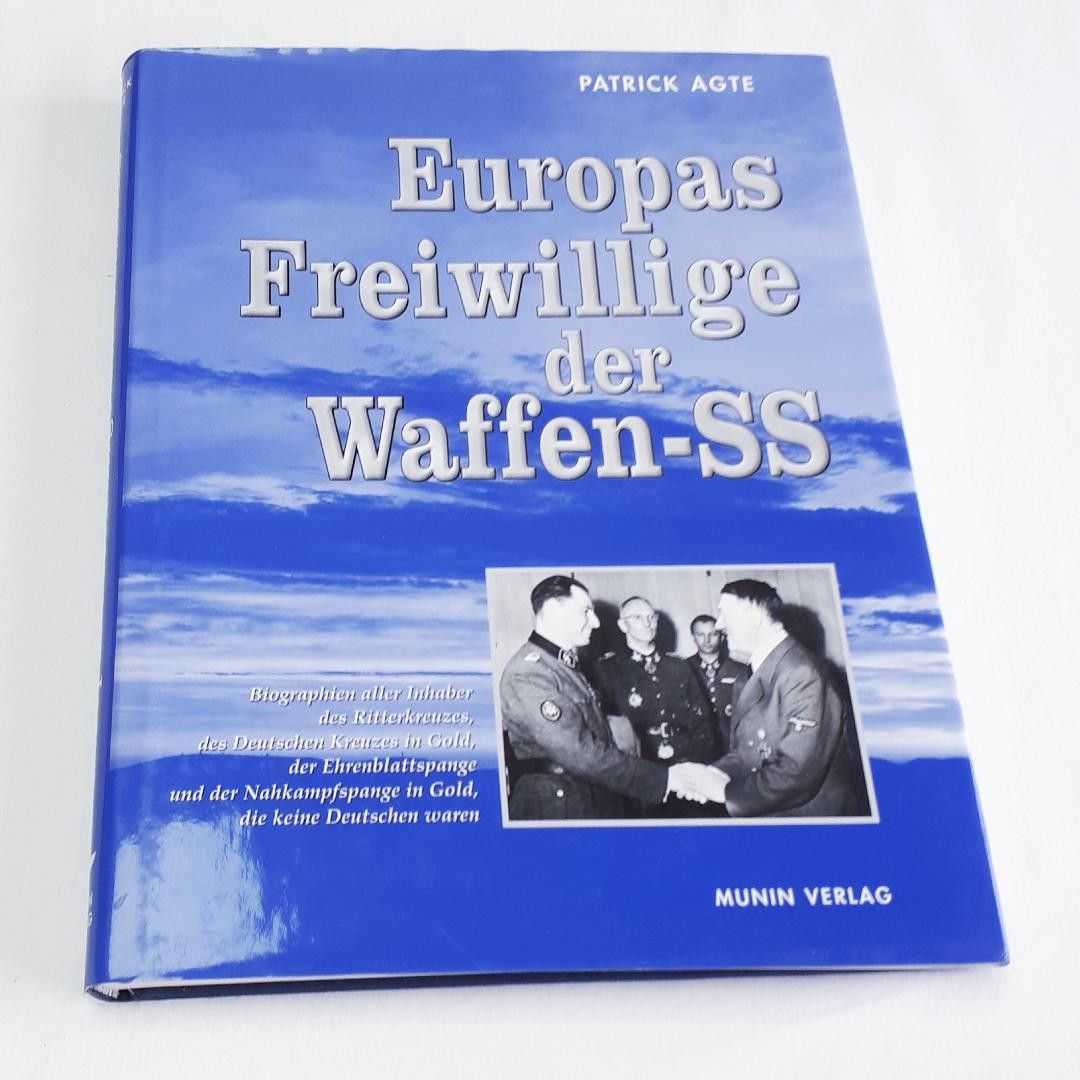 PATRICK AGTE
Europas
Freiwillige
der
Waffen-SS
Biographien aller Inhaber
des Ritterkreuzes,
des Deutschen Kreuzes in Gold,
der Ehrenblattspange
und der Nahkampfspange in Gold,
die keine Deutschen waren
MUNIN VERLAG